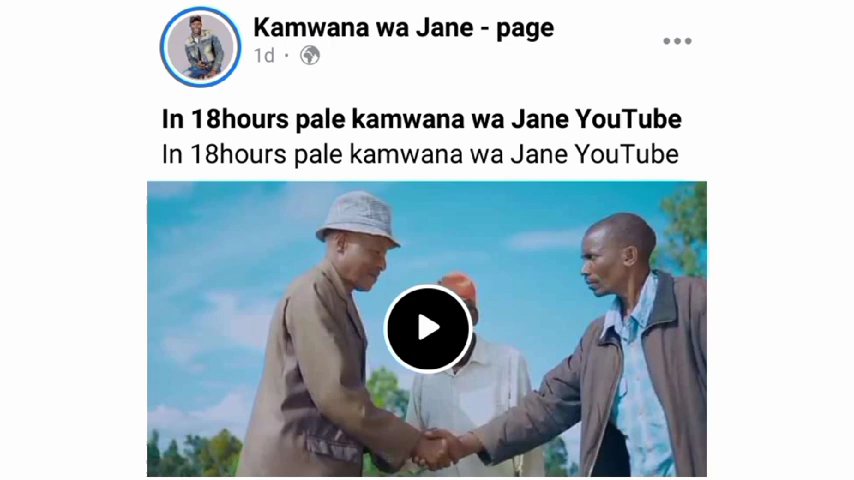 Kamwana wa Jane - page
1d ·
In 18hours pale kamwana wa Jane YouTube
In 18hours pale kamwana wa Jane YouTube